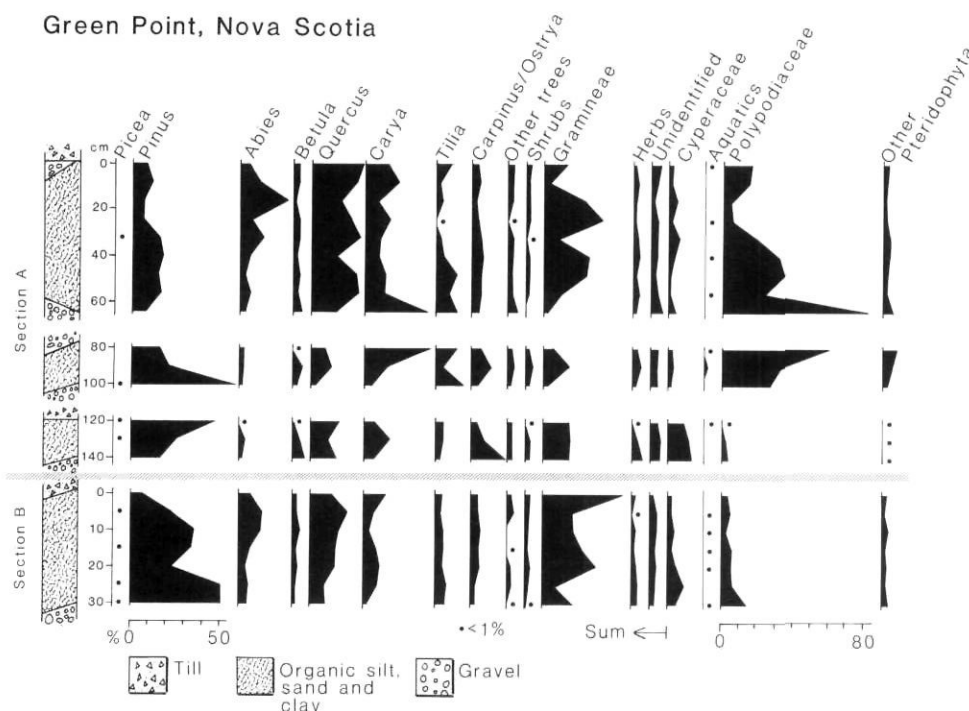 Green Point, Nova Scotia
Picea
Pinus
Abies
Betula
Quercus
Carya
Tilia
Carpinus/Ostrya
Other trees
Shrubs
Gramineae
Herbs
Unidentified
Cyperaceae
Aquatics
Polypodiaceae
Other
Pteridophyta
cm
0
20
40
60
80
100
120
140
Section A
0
10
20
30
Section B
% 0 50
•<1%
Sum ←
0 80
Till
Organic silt,
sand and
clay
Gravel